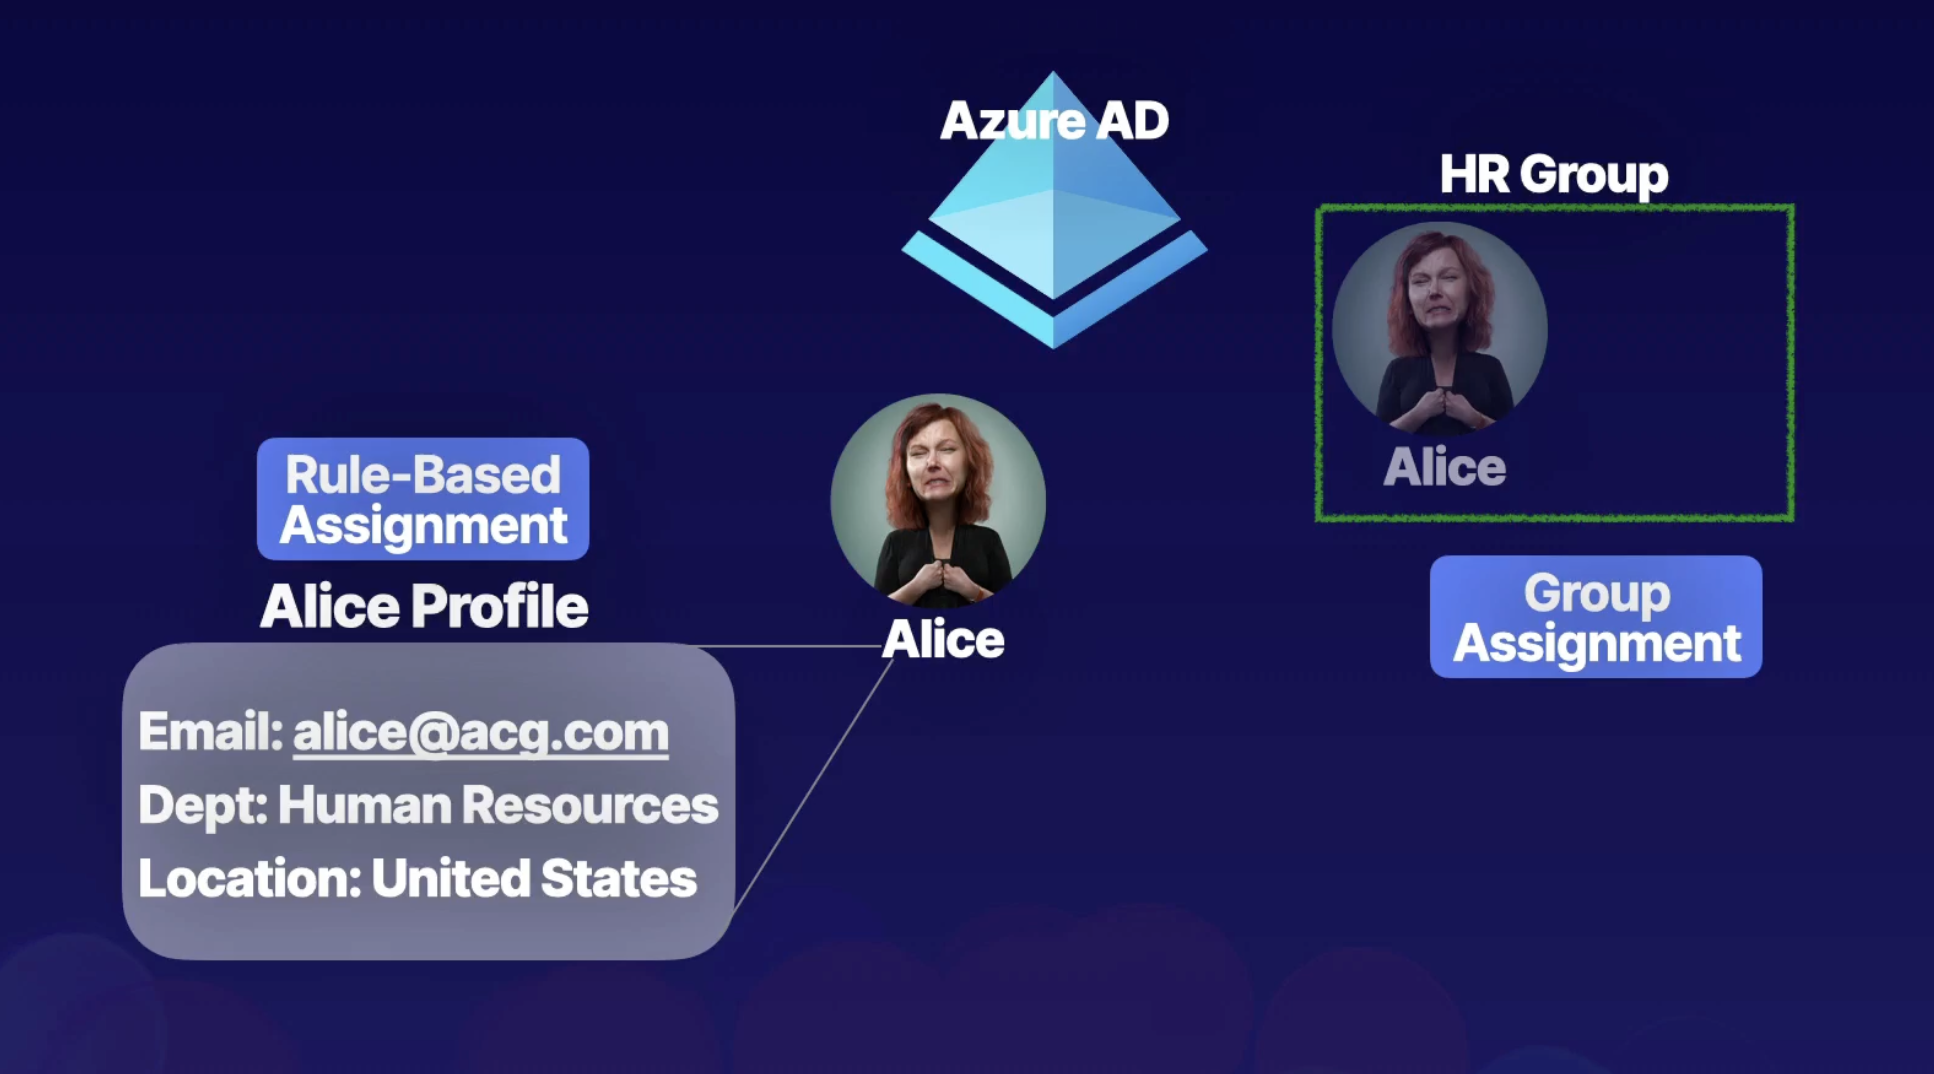 Azure AD
HR Group
Alice
Rule-Based
Assignment
Alice Profile
Email: alice@acg.com
Dept: Human Resources
Location: United States
Alice
Group
Assignment